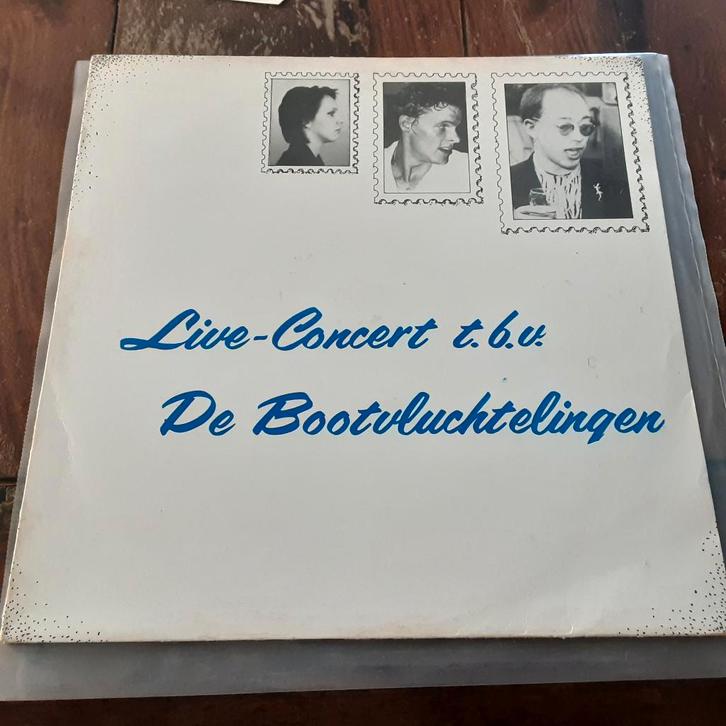 Live-Concert t.b.v.
De Bootvluchtelingen